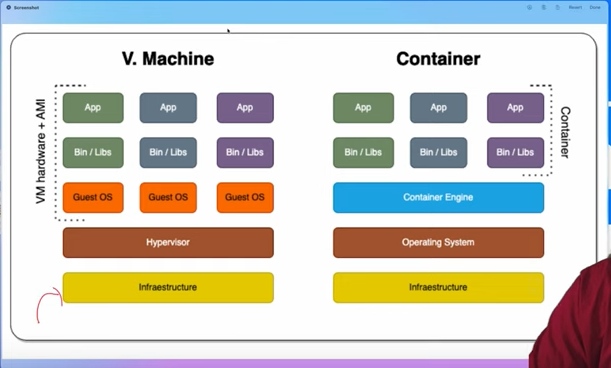 Screenshot
Revert
Done
V. Machine
Container
App
App
App
App
App
App
Bin / Libs
Bin / Libs
Bin / Libs
Bin / Libs
Bin / Libs
Bin / Libs
Guest OS
Guest OS
Guest OS
Container Engine
Hypervisor
Operating System
Infraestructure
Infraestructure
VM hardware + AMI
Container